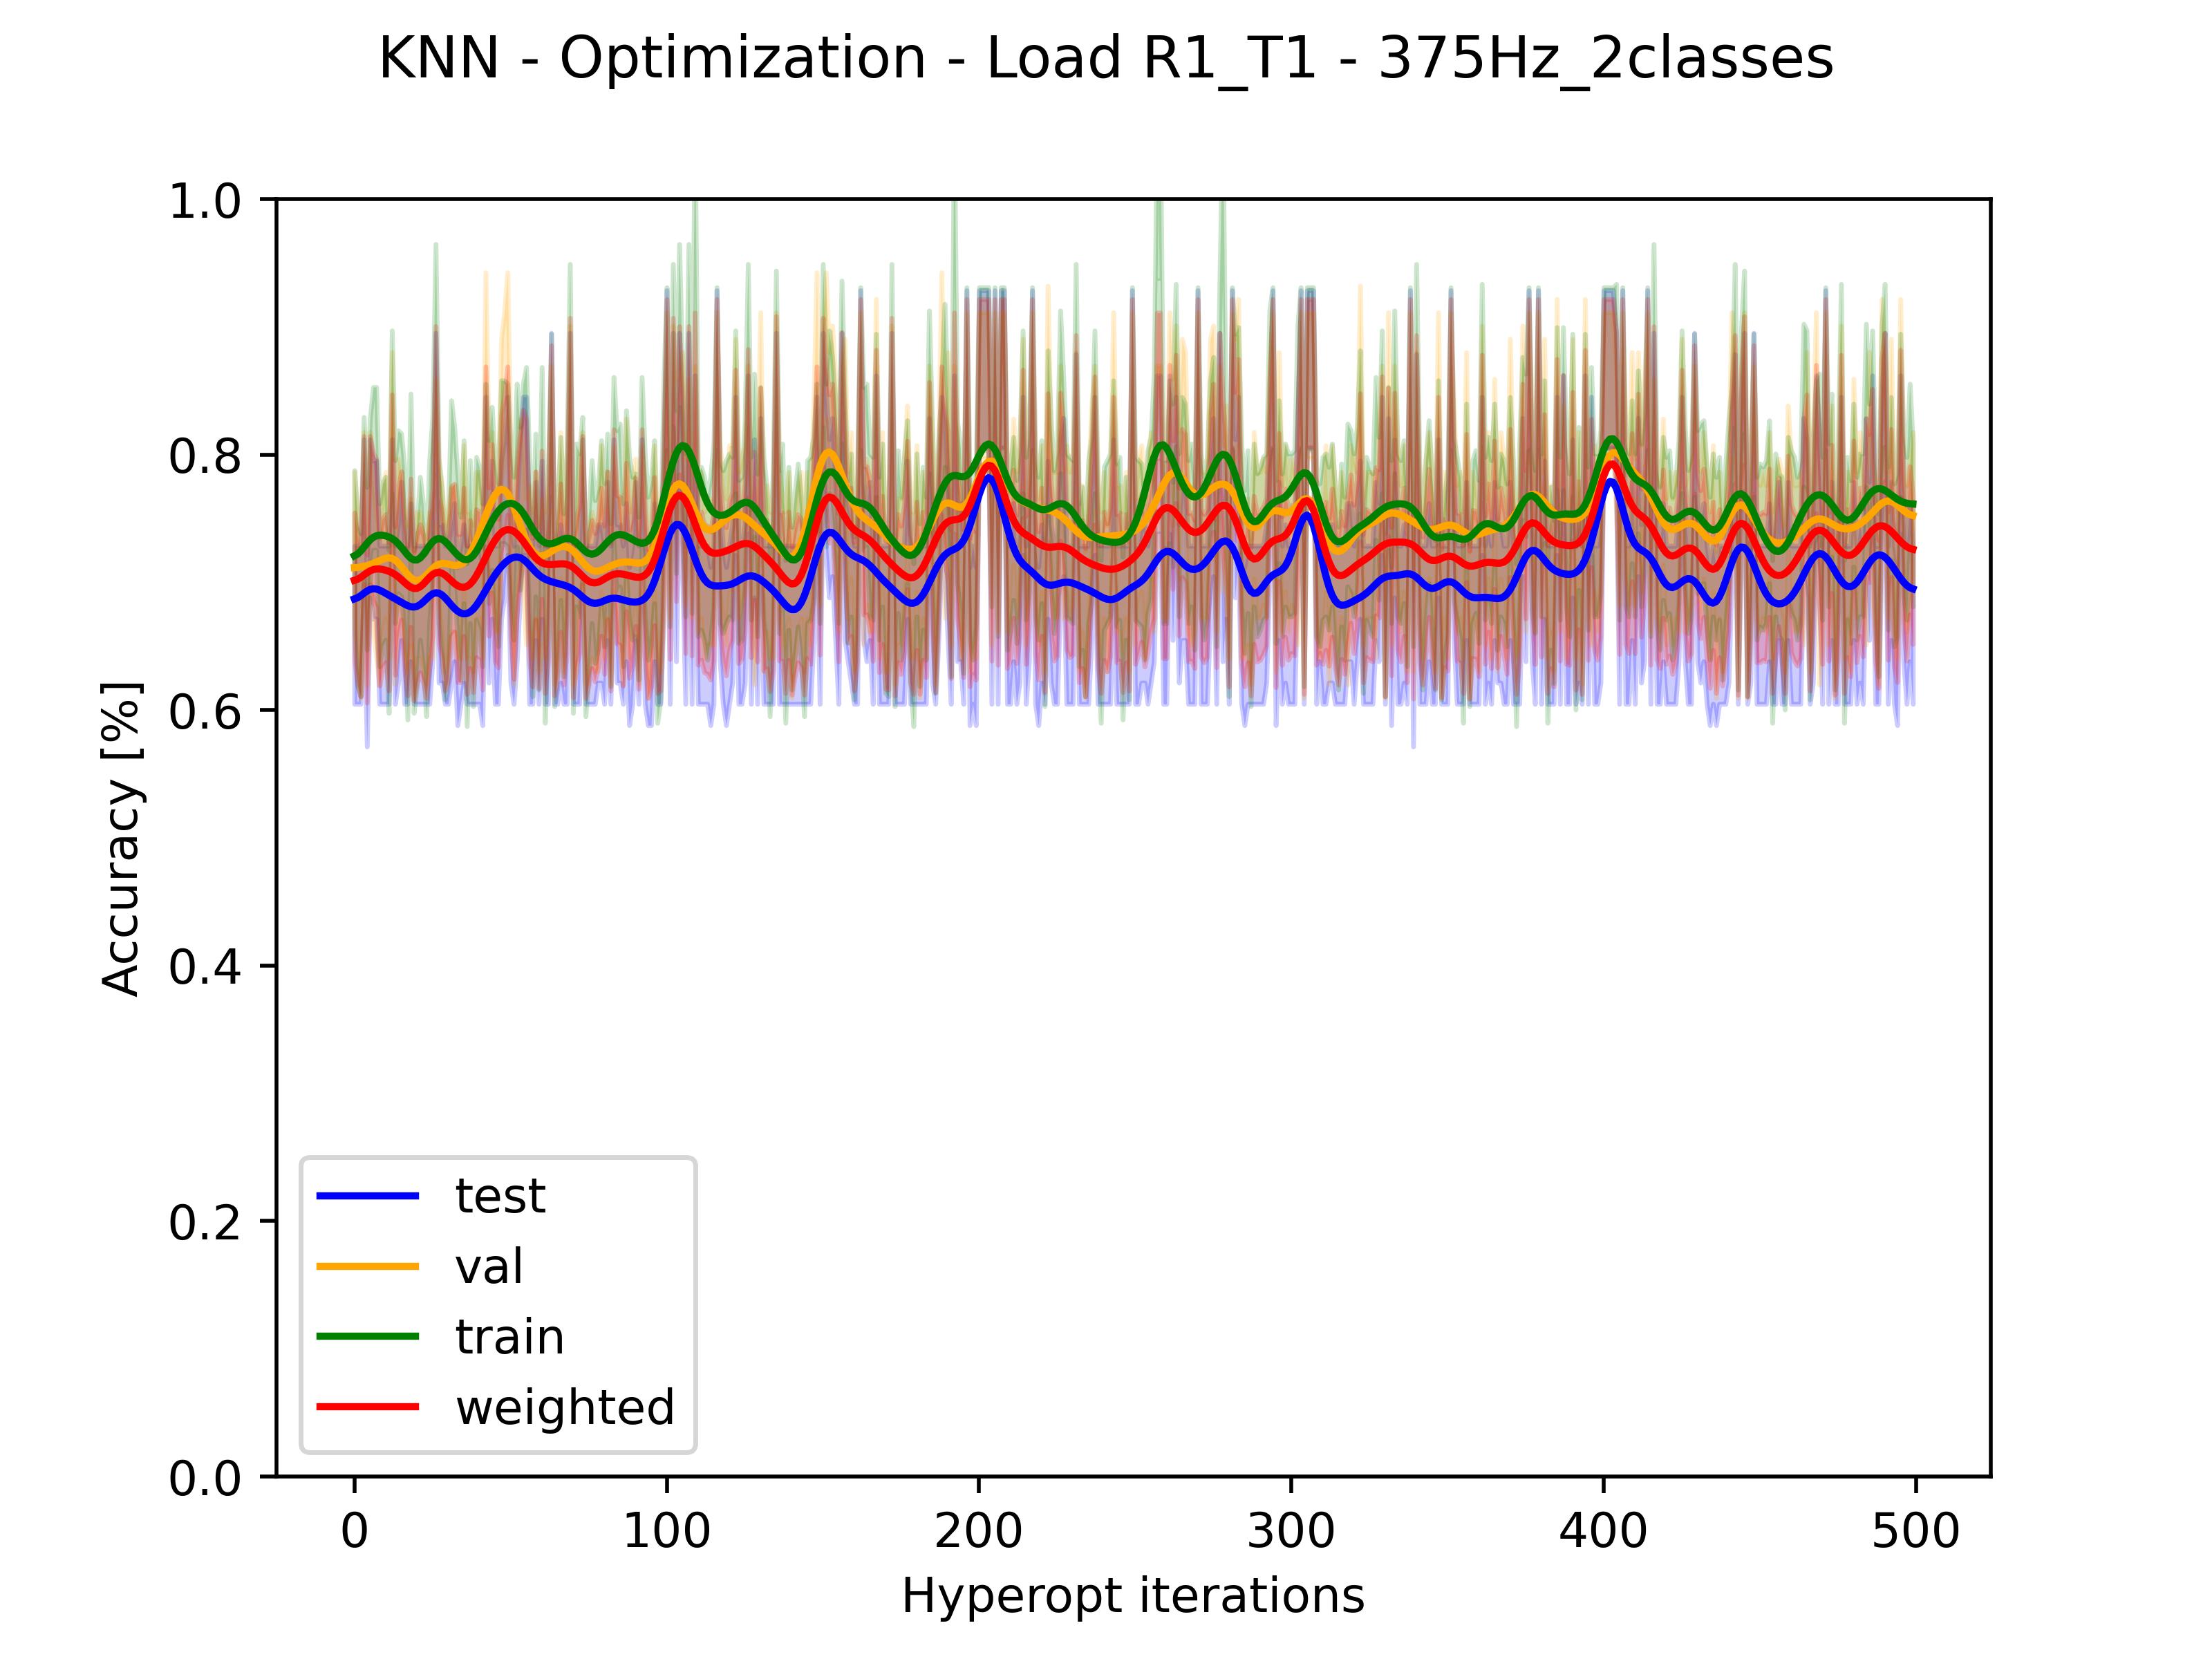 KNN - Optimization - Load R1_T1 - 375Hz_2classes
1.0
0.8
0.6
0.4
0.2
0.0
Accuracy [%]
test
val
train
weighted
0 100 200 300 400 500
Hyperopt iterations